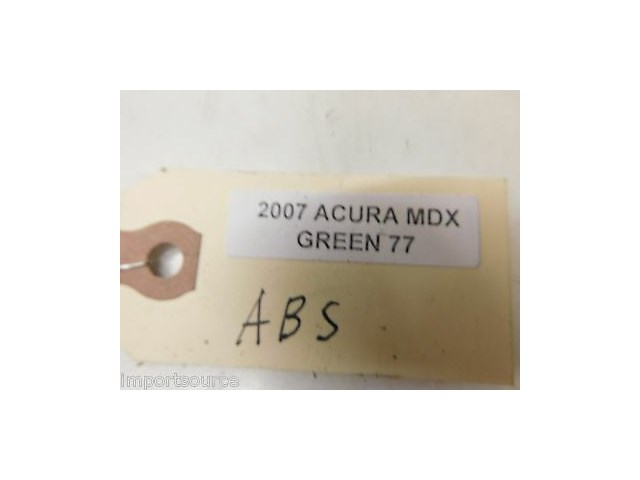 2007 ACURA MDX
GREEN 77
ABS
importsource